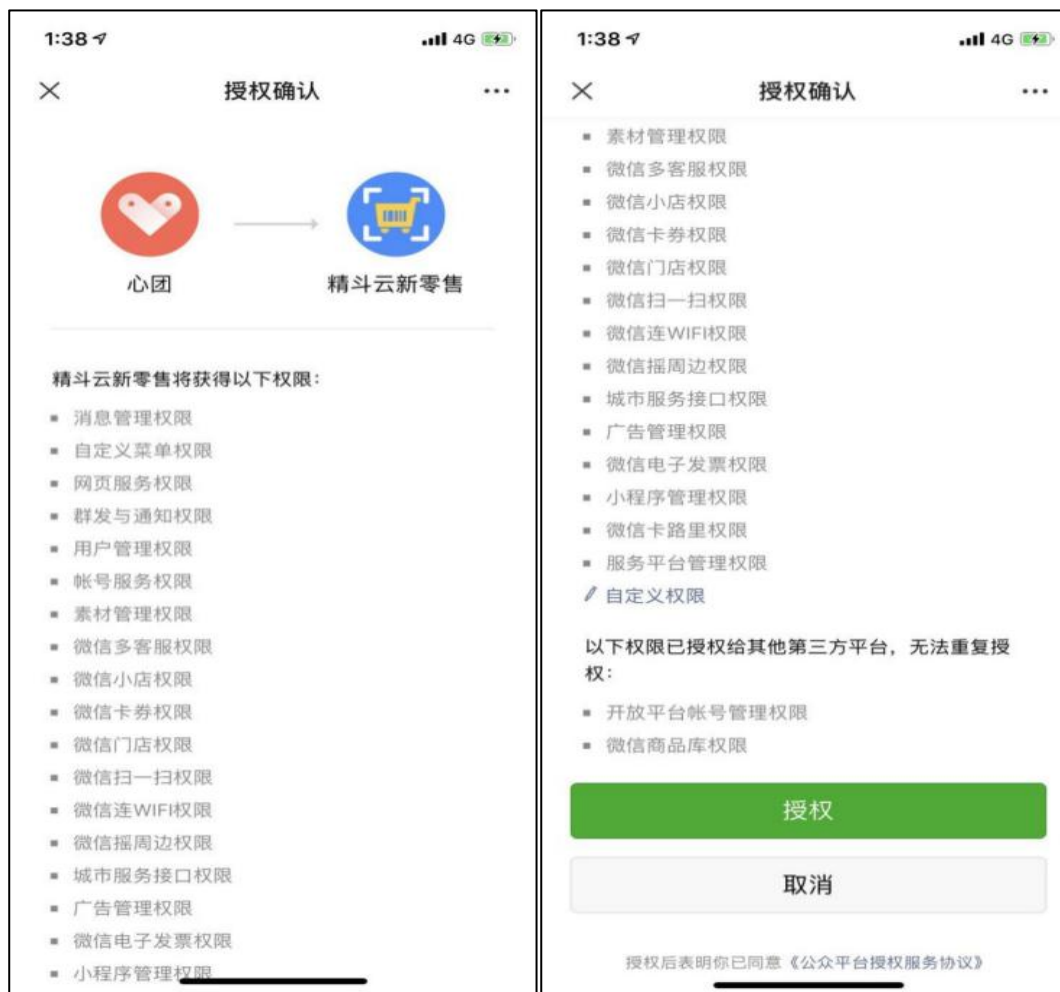 1:38
4G
授权确认
心团
精斗云新零售
精斗云新零售将获得以下权限：
消息管理权限
自定义菜单权限
网页服务权限
群发与通知权限
用户管理权限
帐号服务权限
素材管理权限
微信多客服权限
微信小店权限
微信卡券权限
微信门店权限
微信扫一扫权限
微信连WIFI权限
微信摇周边权限
城市服务接口权限
广告管理权限
微信电子发票权限
小程序管理权限
1:38
4G
授权确认
素材管理权限
微信多客服权限
微信小店权限
微信卡券权限
微信门店权限
微信扫一扫权限
微信连WIFI权限
微信摇周边权限
城市服务接口权限
广告管理权限
微信电子发票权限
小程序管理权限
微信卡路里权限
服务平台管理权限
自定义权限
以下权限已授权给其他第三方平台，无法重复授
权：
开放平台帐号管理权限
微信商品库权限
授权
取消
授权后表明你已同意《公众平台授权服务协议》